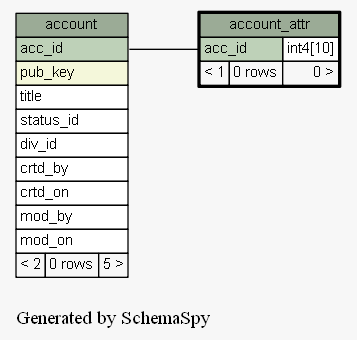 account
acc_id
pub_key
title
status_id
div_id
crtd_by
crtd_on
mod_by
mod_on
< 2 0 rows 5 >
account_attr
acc_id int4[10]
< 1 0 rows 0 >
Generated by SchemaSpy